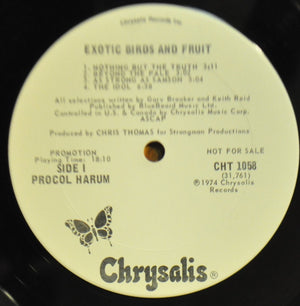 Chrysalis Records Inc
EXOTIC BIRDS AND FRUIT
1. NOTHING BUT THE TRUTH 3:11
2. BEYOND THE PALE 3:02
3. AS STRONG AS SAMSON 5:04
4. THE IDOL 6:38
All selections written by Gary Brooker and Keith Reid
Published by BlueBeard Music Ltd.
Controlled in U.S. & Canada by Chrysalis Music Corp.
ASCAP
Produced by CHRIS THOMAS for Strongman Productions
PROMOTION NOT FOR SALE
Playing Time: 18:10
SIDE I CHT 1058
PROCOL HARUM (31,761)
℗1974 Chrysalis
Records
Chrysalis®